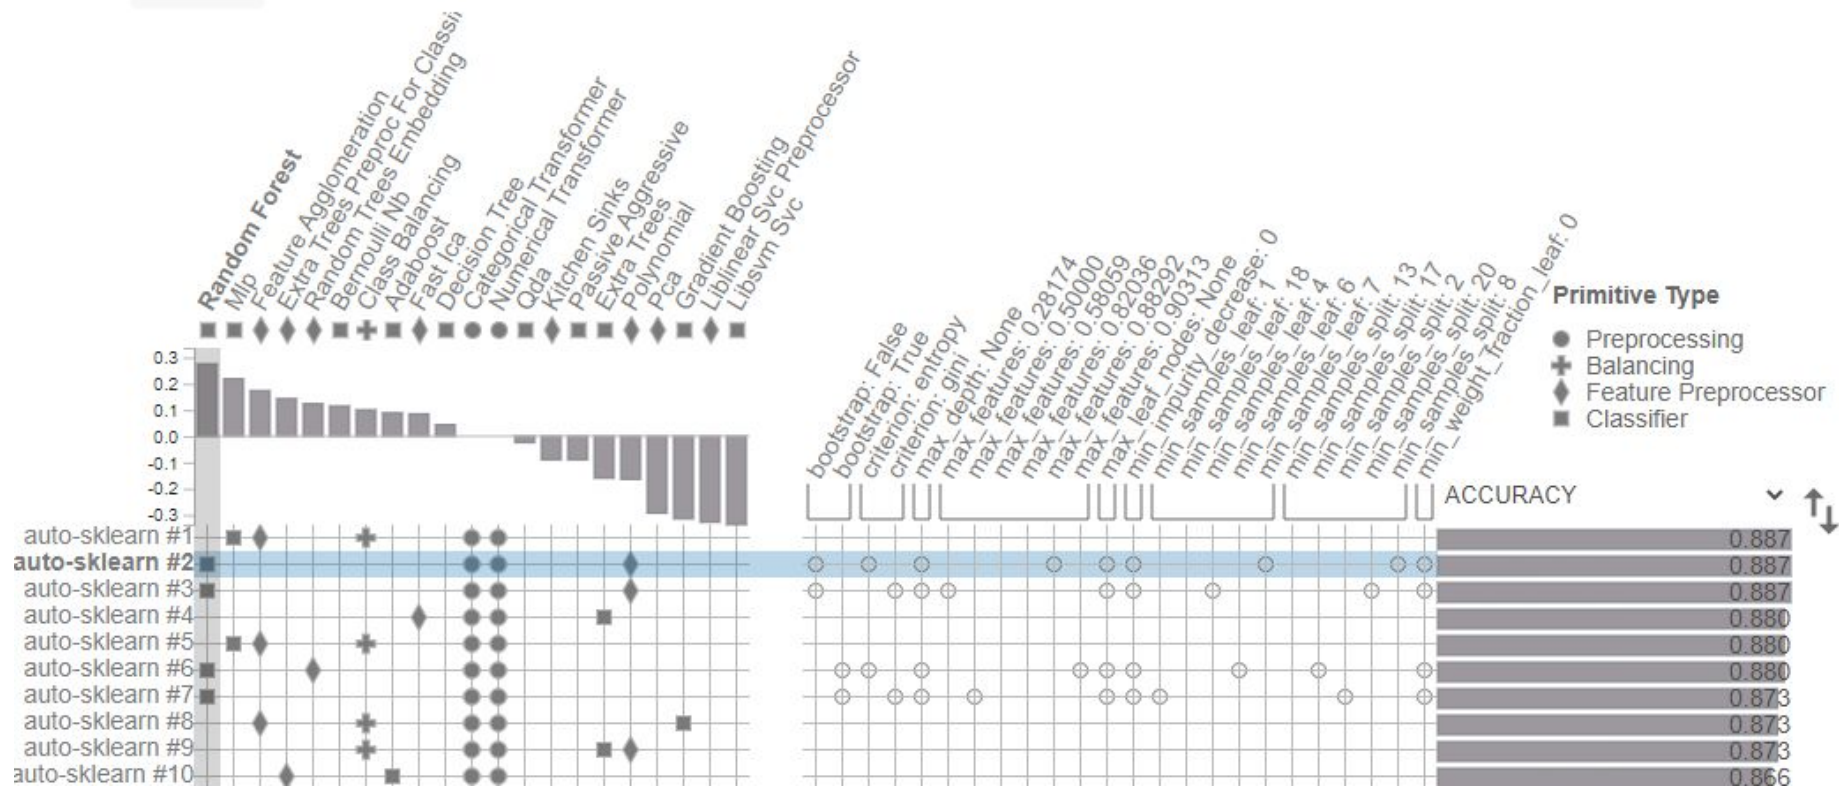 Random Forest
Mlp
Feature Agglomeration
Extra Trees Preproc For Classifi
Random Trees Embedding
Bernoulli Nb
Class Balancing
Adaboost
Fast Ica
Decision Tree
Categorical Transformer
Numerical Transformer
Qda
Kitchen Sinks
Passive Aggressive
Extra Trees
Polynomial
Pca
Gradient Boosting
Liblinear Svc Preprocessor
Libsvm Svc
bootstrap: False
bootstrap: True
criterion: entropy
criterion: gini
max_depth: None
max_features: 0.28174
max_features: 0.50000
max_features: 0.58059
max_features: 0.82036
max_features: 0.88292
max_features: 0.90313
max_leaf_nodes: None
min_impurity_decrease: 0
min_samples_leaf: 1
min_samples_leaf: 18
min_samples_leaf: 4
min_samples_leaf: 6
min_samples_leaf: 7
min_samples_split: 13
min_samples_split: 17
min_samples_split: 2
min_samples_split: 20
min_samples_split: 8
min_weight_fraction_leaf: 0
Primitive Type
Preprocessing
Balancing
Feature Preprocessor
Classifier
0.3
0.2
0.1
0.0
-0.1
-0.2
-0.3
ACCURACY
auto-sklearn #1 0.887
auto-sklearn #2 0.887
auto-sklearn #3 0.887
auto-sklearn #4 0.880
auto-sklearn #5 0.880
auto-sklearn #6 0.880
auto-sklearn #7 0.873
auto-sklearn #8 0.873
auto-sklearn #9 0.873
auto-sklearn #10 0.866